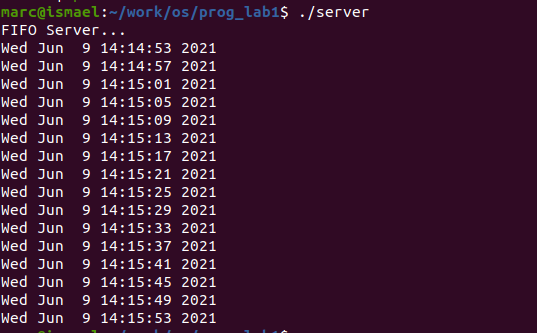 marc@ismael:~/work/os/prog_lab1$ ./server
FIFO Server...
Wed Jun  9 14:14:53 2021
Wed Jun  9 14:14:57 2021
Wed Jun  9 14:15:01 2021
Wed Jun  9 14:15:05 2021
Wed Jun  9 14:15:09 2021
Wed Jun  9 14:15:13 2021
Wed Jun  9 14:15:17 2021
Wed Jun  9 14:15:21 2021
Wed Jun  9 14:15:25 2021
Wed Jun  9 14:15:29 2021
Wed Jun  9 14:15:33 2021
Wed Jun  9 14:15:37 2021
Wed Jun  9 14:15:41 2021
Wed Jun  9 14:15:45 2021
Wed Jun  9 14:15:49 2021
Wed Jun  9 14:15:53 2021